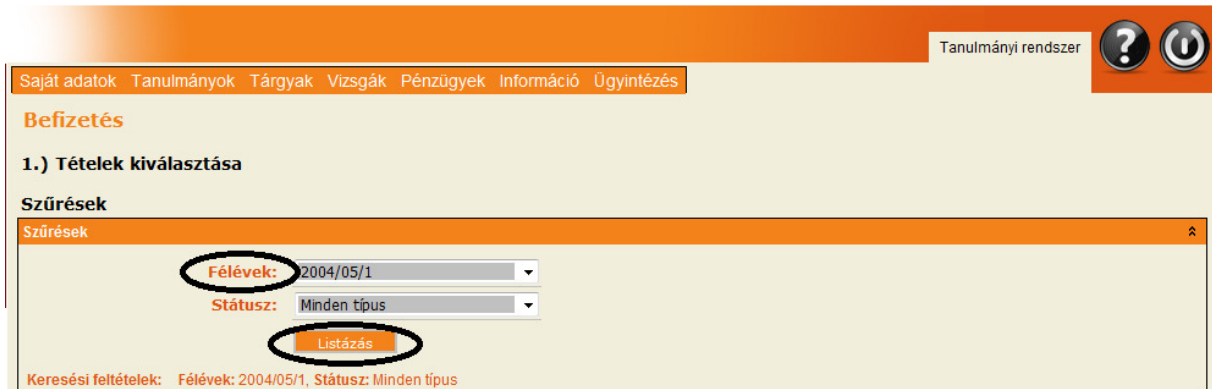 Tanulmányi rendszer
Saját adatok Tanulmányok Tárgyak Vizsgák Pénzügyek Információ Ügyintézés
Befizetés
1.) Tételek kiválasztása
Szűrések
Szűrések
Félévek: 2004/05/1
Státusz: Minden típus
Listázás
Keresési feltételek: Félévek: 2004/05/1, Státusz: Minden típus